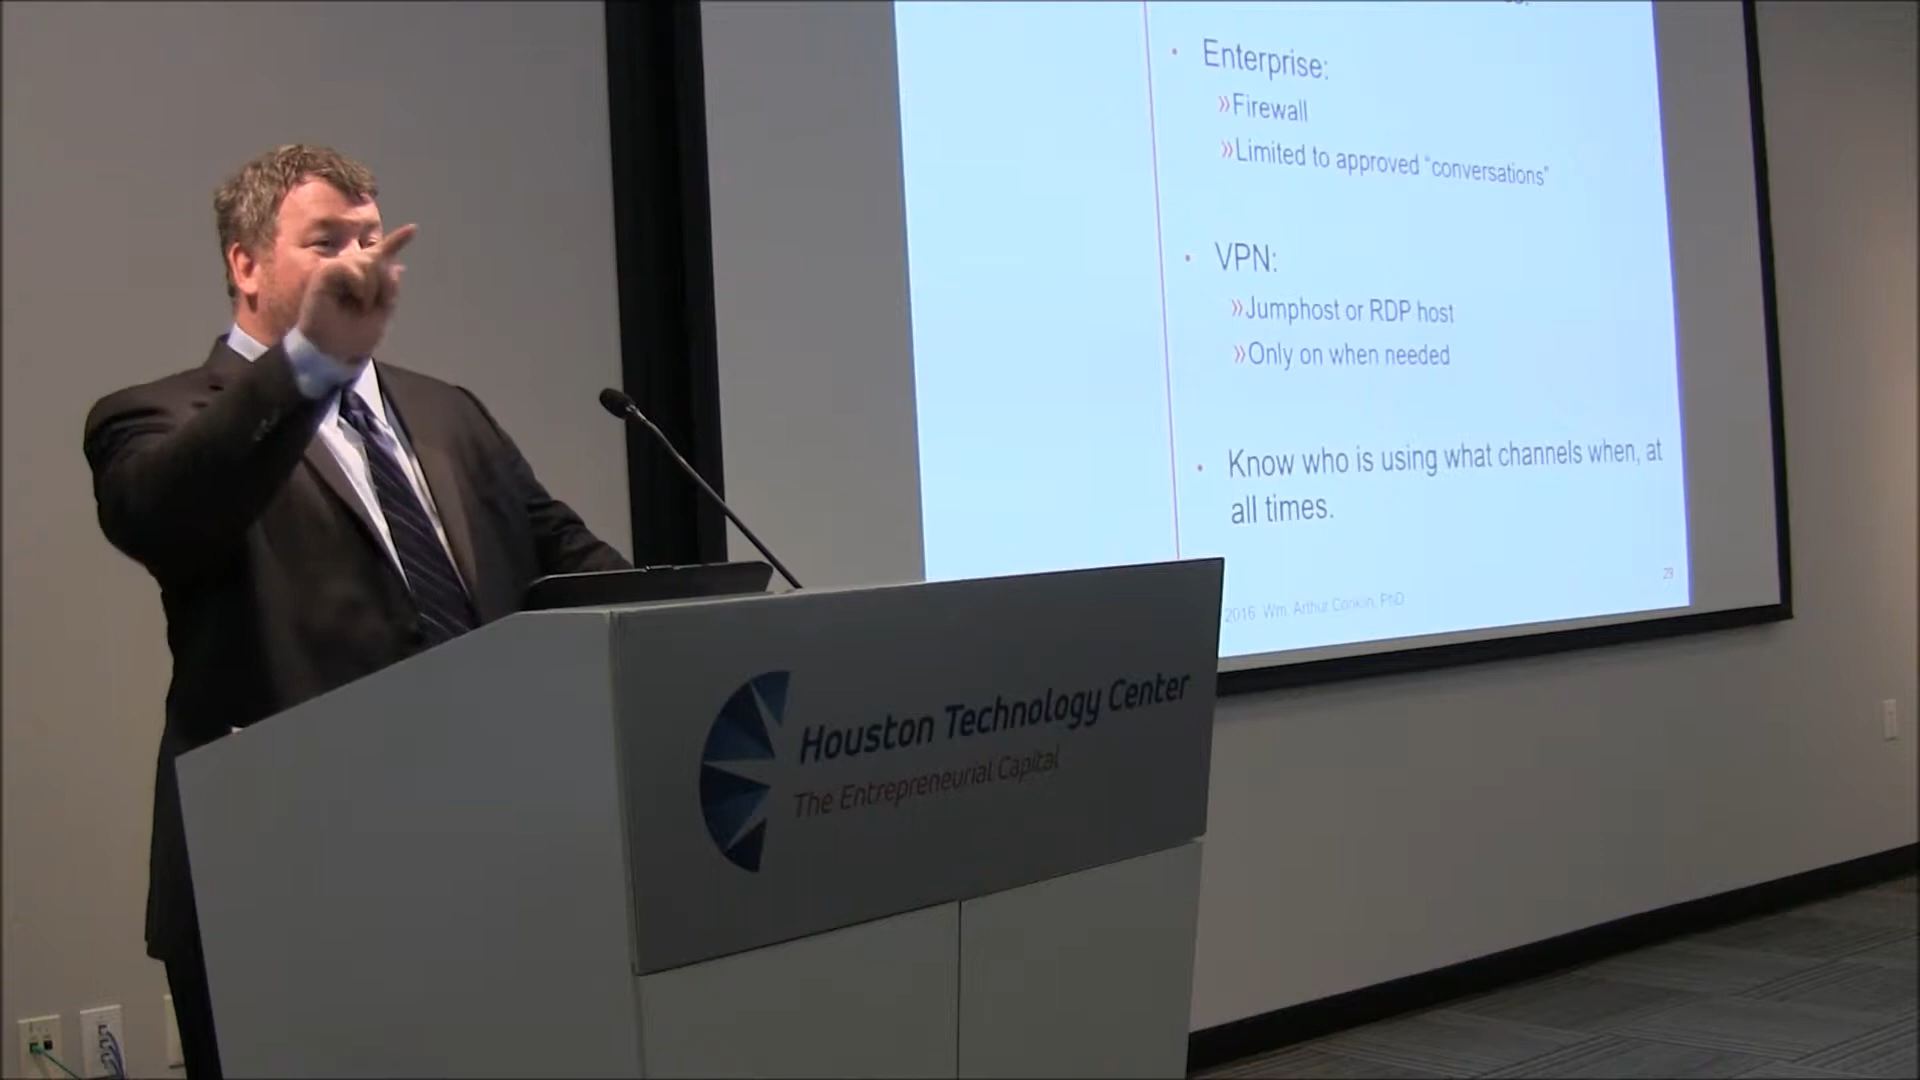 • Enterprise:
»Firewall
»Limited to approved “conversations”
• VPN:
»Jumphost or RDP host
»Only on when needed
• Know who is using what channels when, at
all times.
29
2016 Wm. Arthur Conklin, PhD
Houston Technology Center
The Entrepreneurial Capital